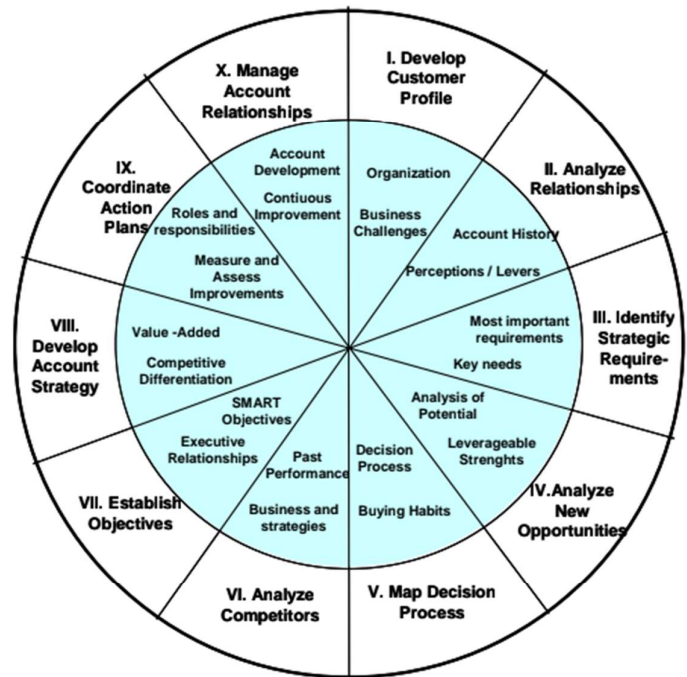 I. Develop
Customer
Profile
Organization
Business
Challenges
II. Analyze
Relationships
Account History
Perceptions / Levers
III. Identify
Strategic
Require-
ments
Most important
requirements
Key needs
IV.Analyze
New
Opportunities
Analysis of
Potential
Leverageable
Strenghts
V. Map Decision
Process
Decision
Process
Buying Habits
VI. Analyze
Competitors
Past
Performance
Business and
strategies
VII. Establish
Objectives
SMART
Objectives
Executive
Relationships
VIII.
Develop
Account
Strategy
Value -Added
Competitive
Differentiation
IX.
Coordinate
Action
Plans
Roles and
responsibilities
Measure and
Assess
Improvements
X. Manage
Account
Relationships
Account
Development
Contiuous
Improvement